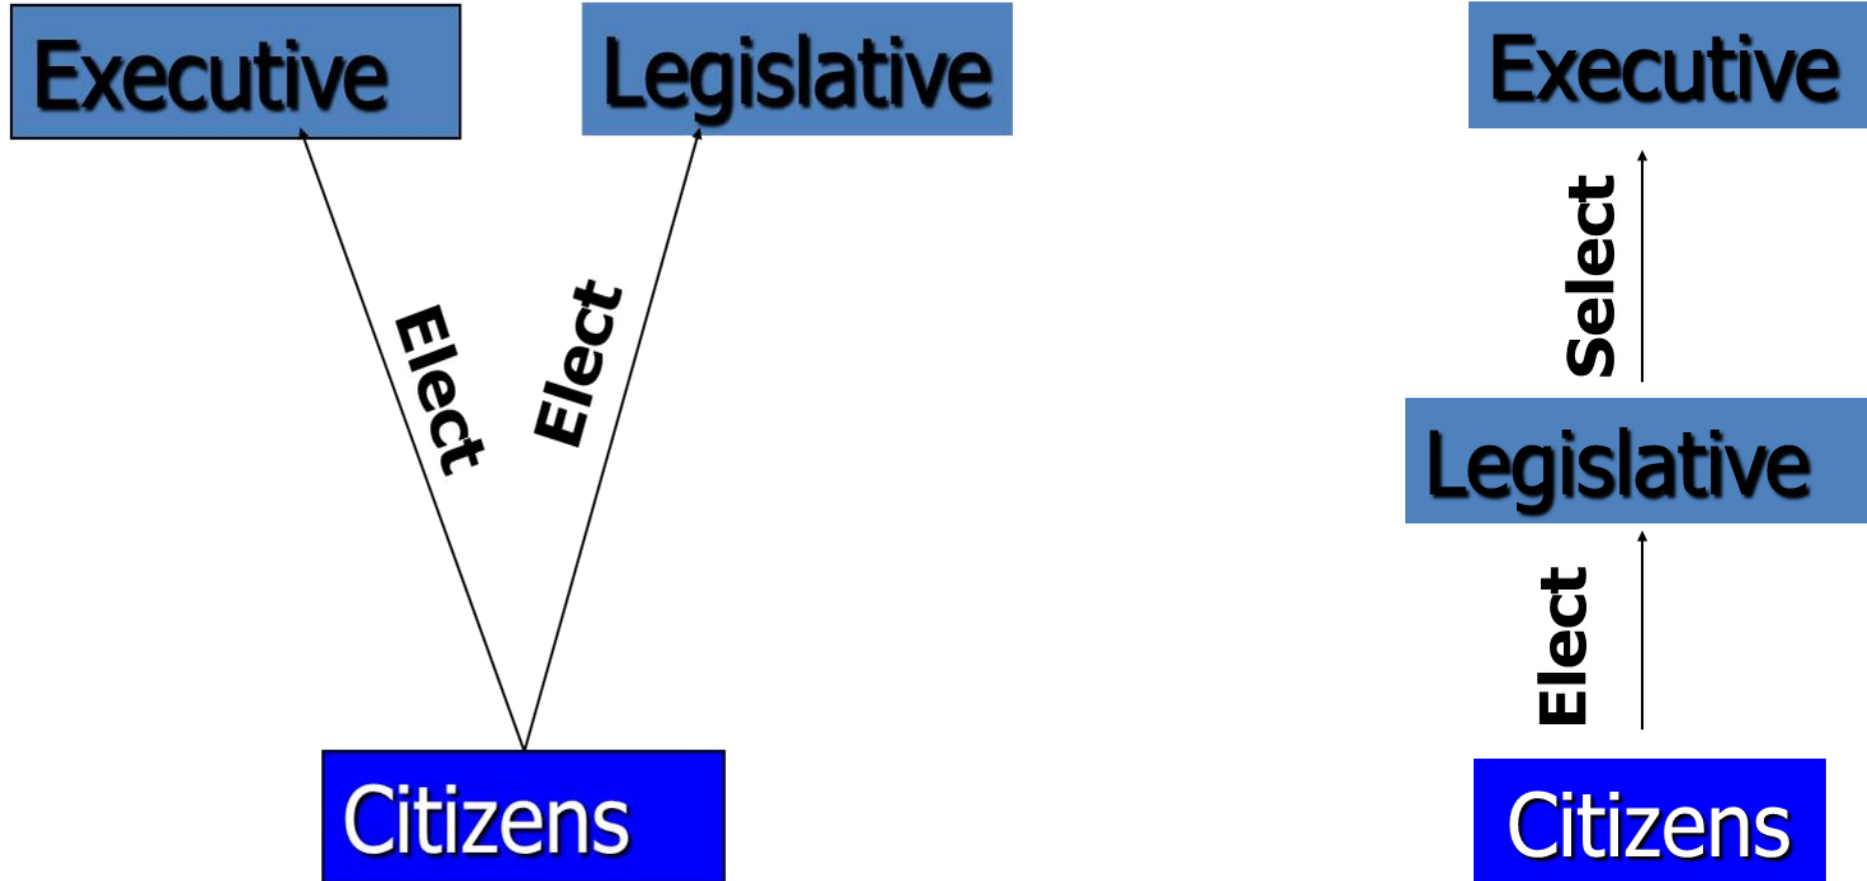 Executive
Legislative
Elect
Elect
Citizens
Executive
Select
Legislative
Elect
Citizens